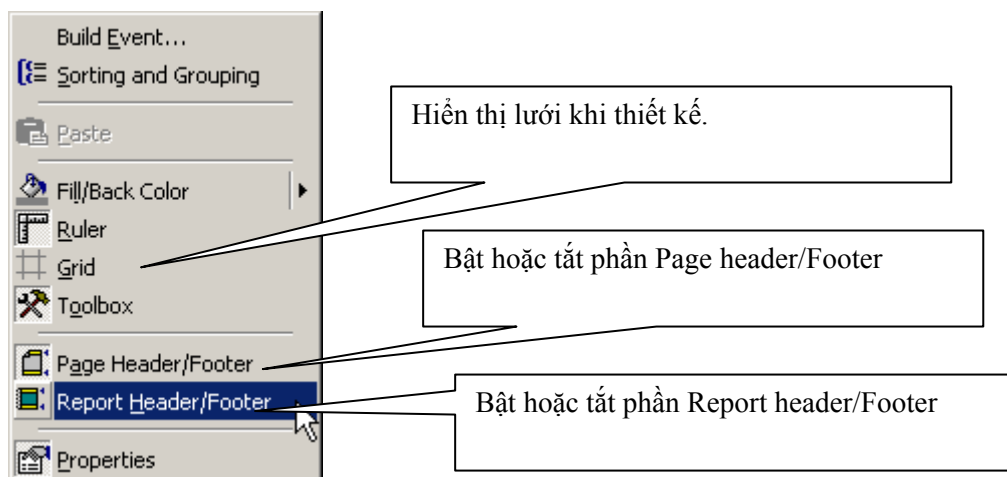 Build Event...
Sorting and Grouping
Paste
Fill/Back Color
Ruler
Grid
Toolbox
Page Header/Footer
Report Header/Footer
Properties
Hiển thị lưới khi thiết kế.
Bật hoặc tắt phần Page header/Footer
Bật hoặc tắt phần Report header/Footer